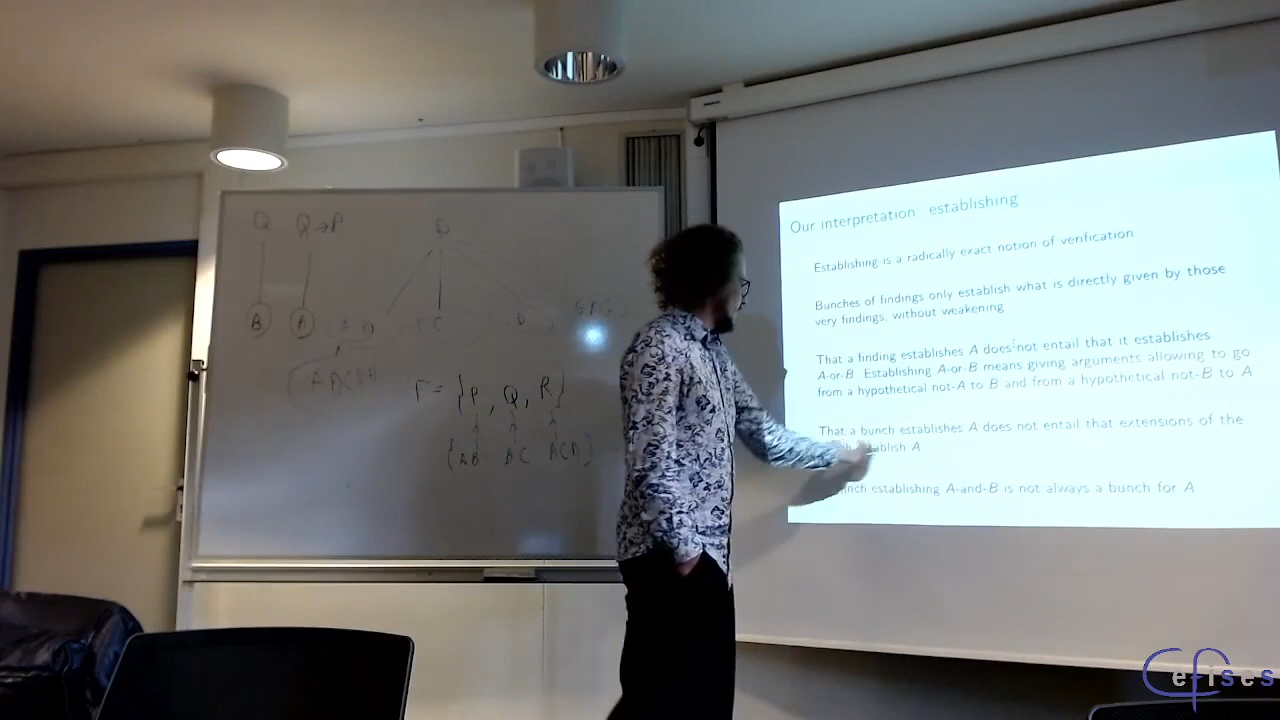 Q Q→P
B A
Γ = {P, Q, R}
{AB BC
Our interpretation: establishing
Establishing is a radically exact notion of verification
Bunches of findings only establish what is directly given by those
very findings, without weakening
That a finding establishes A does not entail that it establishes
A-or-B Establishing A-or-B means giving arguments allowing to go
from a hypothetical not-A to B and from a hypothetical not-B to A
That a bunch establishes A does not entail that extensions of the
A
establishing A-and-B is not always a bunch for A
Cefises